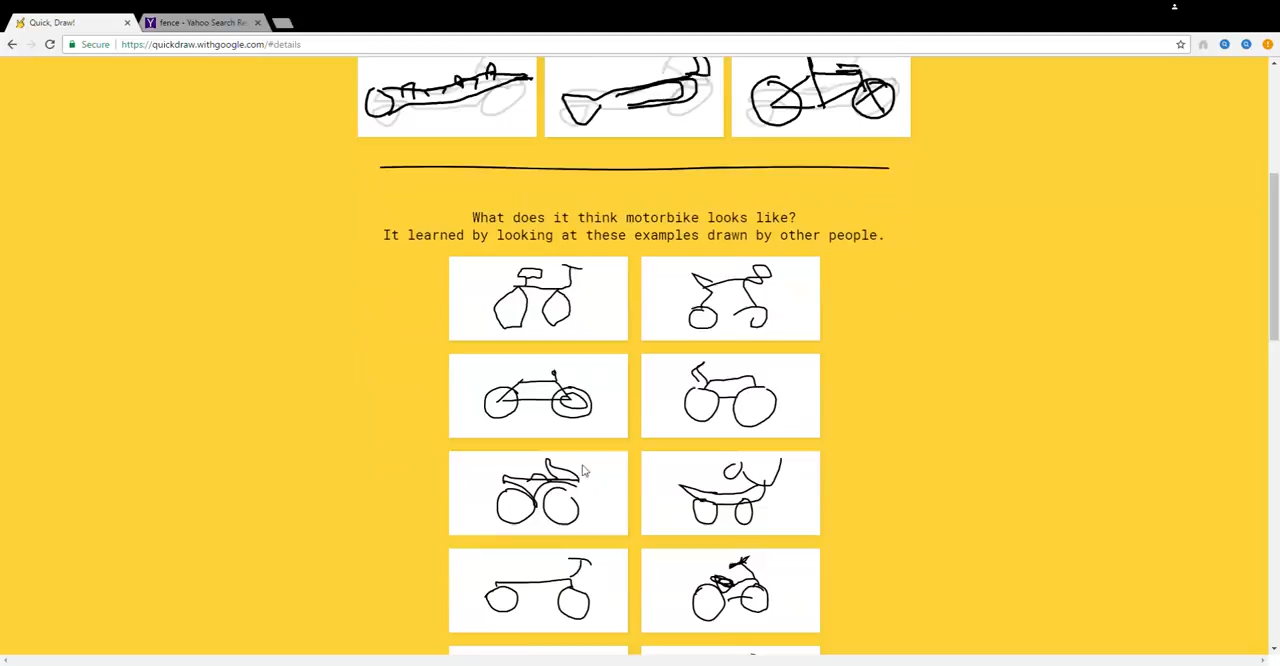 Quick, Draw!
fence - Yahoo Search Re
Secure
https://quickdraw.withgoogle.com/#details
What does it think motorbike looks like?
It learned by looking at these examples drawn by other people.